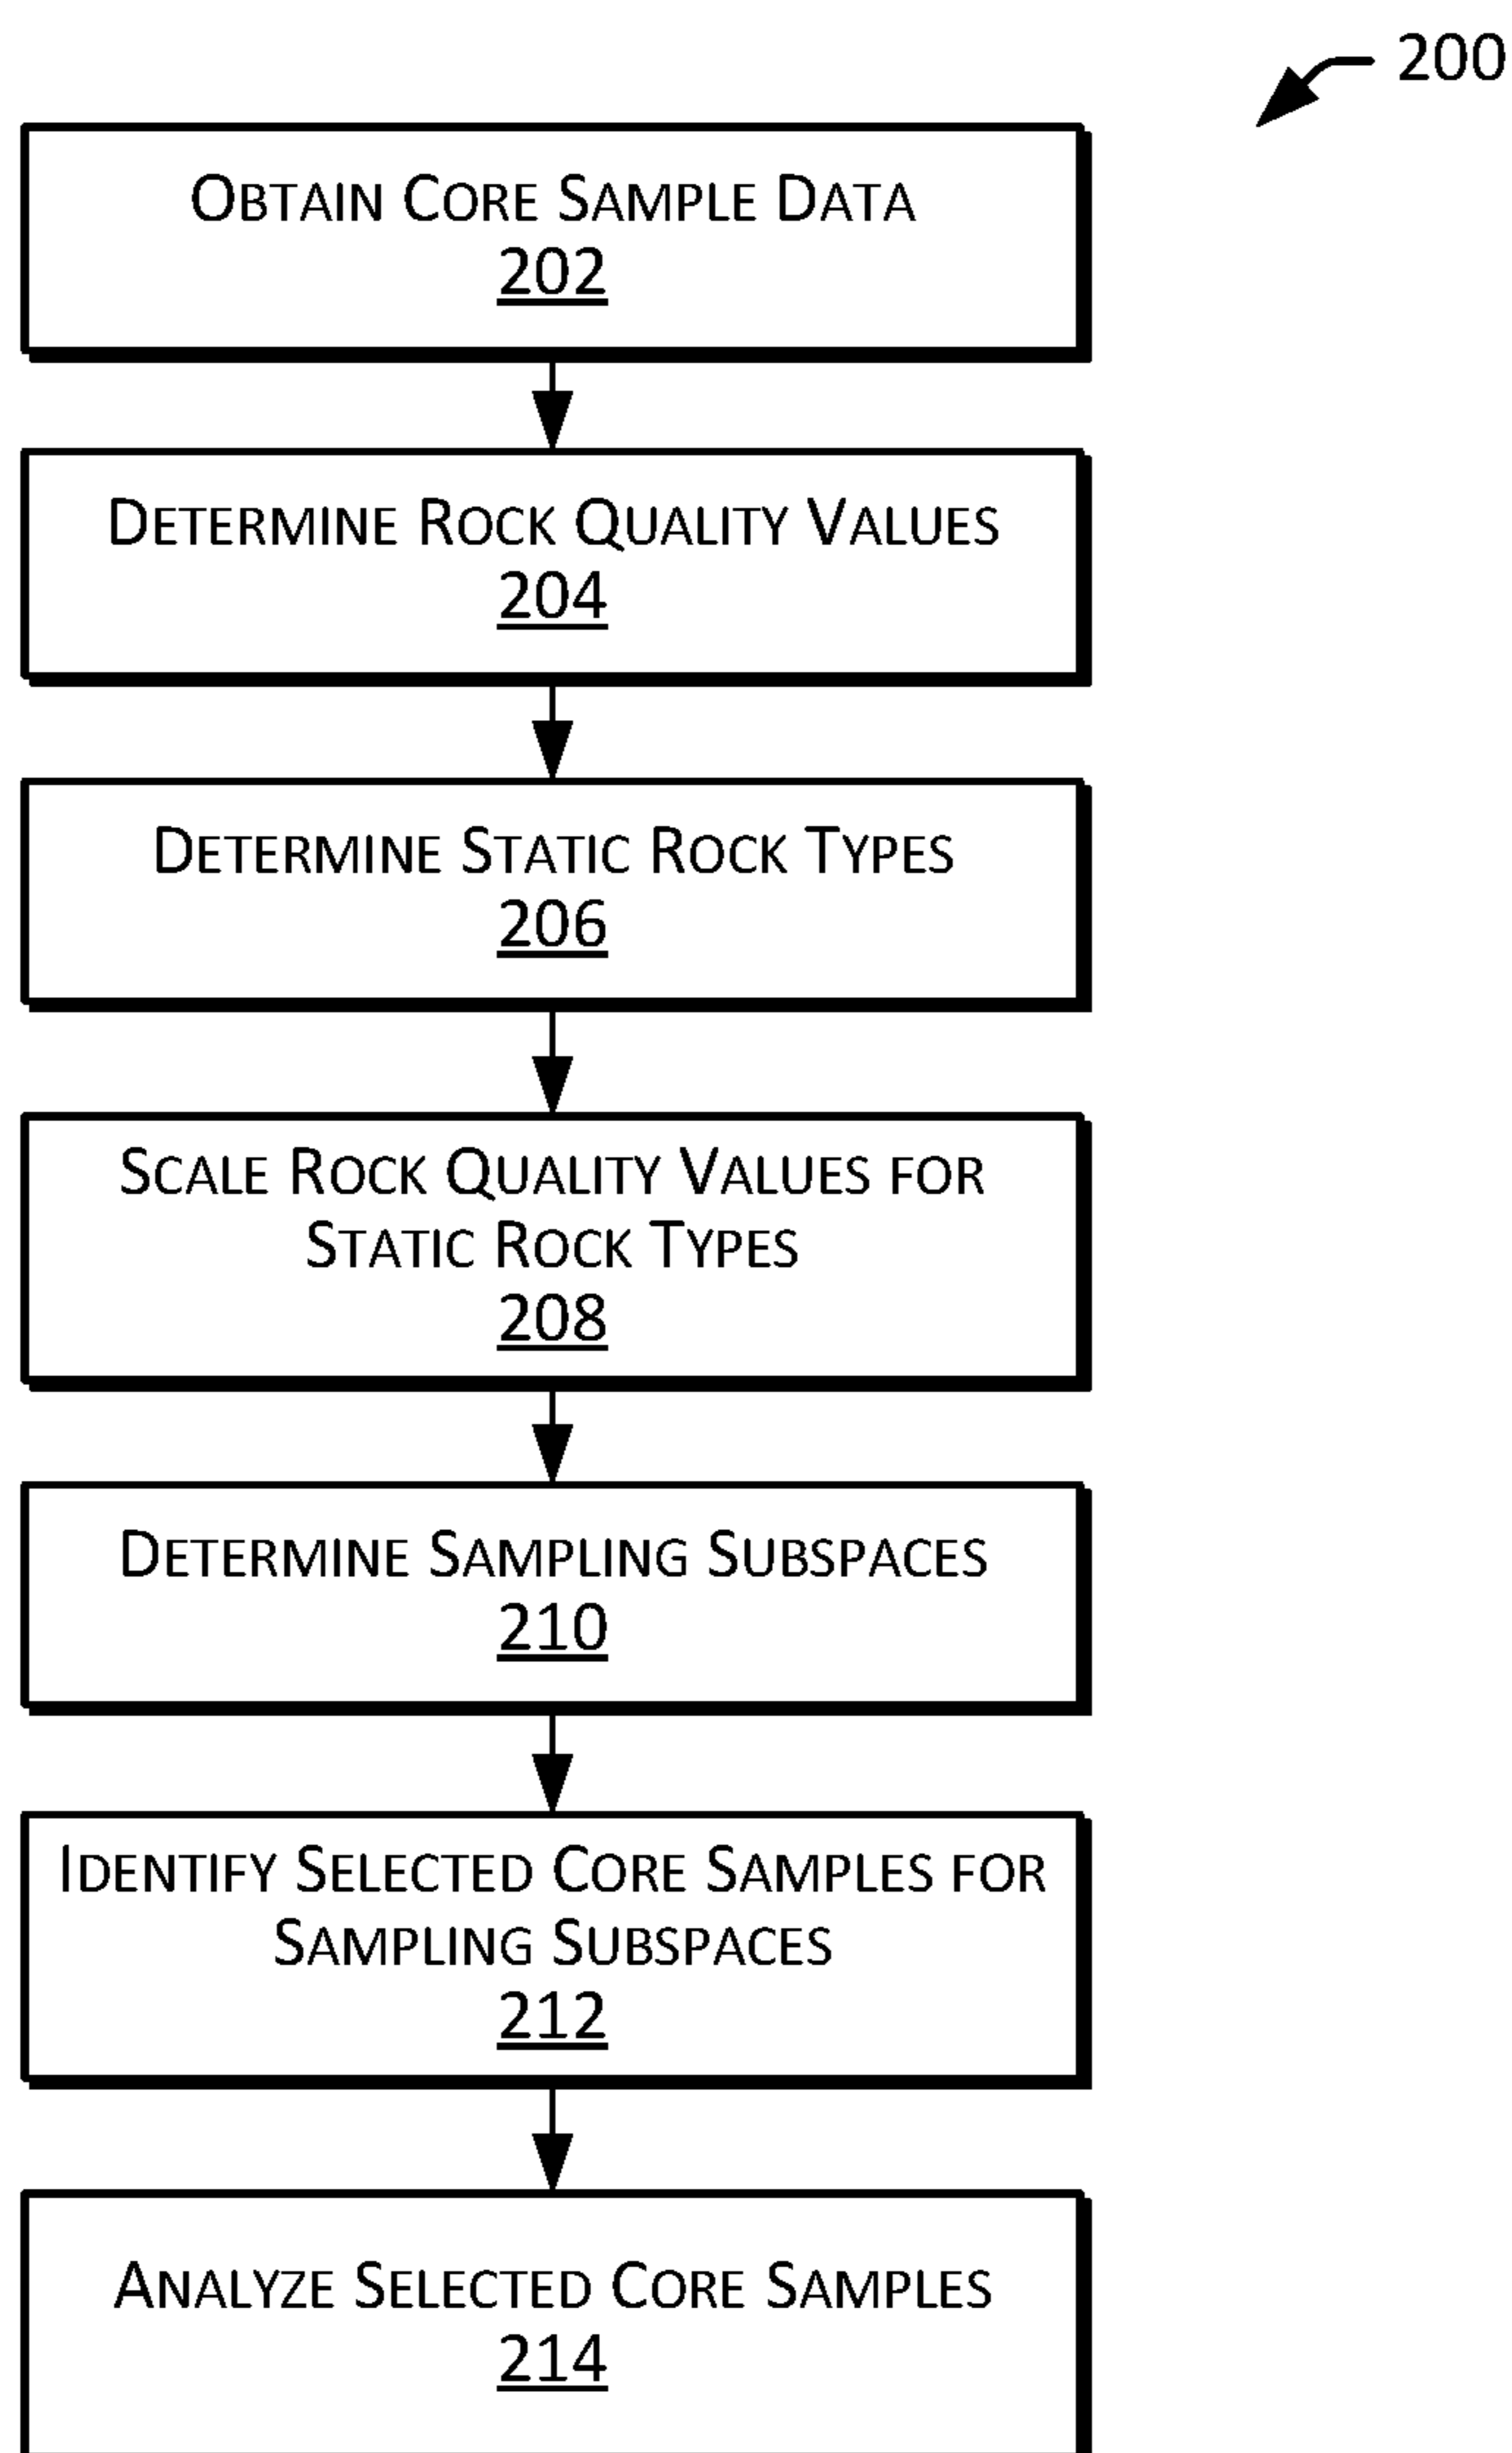 200
OBTAIN CORE SAMPLE DATA
202
DETERMINE ROCK QUALITY VALUES
204
DETERMINE STATIC ROCK TYPES
206
SCALE ROCK QUALITY VALUES FOR
STATIC ROCK TYPES
208
DETERMINE SAMPLING SUBSPACES
210
IDENTIFY SELECTED CORE SAMPLES FOR
SAMPLING SUBSPACES
212
ANALYZE SELECTED CORE SAMPLES
214